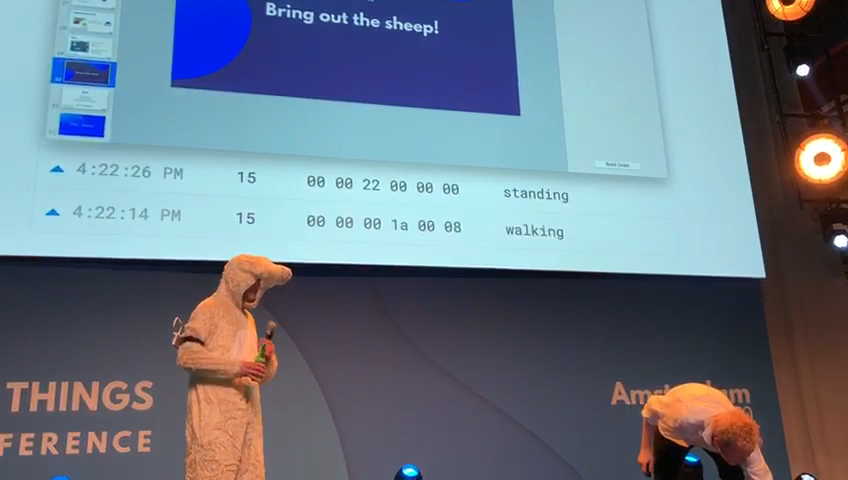 Bring out the sheep!
4:22:26 PM 15 00 00 22 00 00 00 standing
4:22:14 PM 15 00 00 00 1a 00 08 walking
THINGS
FERENCE
Amsterdam